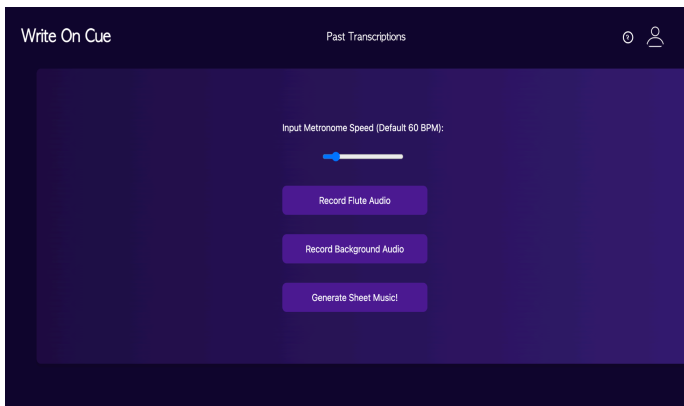 Write On Cue
Past Transcriptions
?
Input Metronome Speed (Default 60 BPM):
Record Flute Audio
Record Background Audio
Generate Sheet Music!